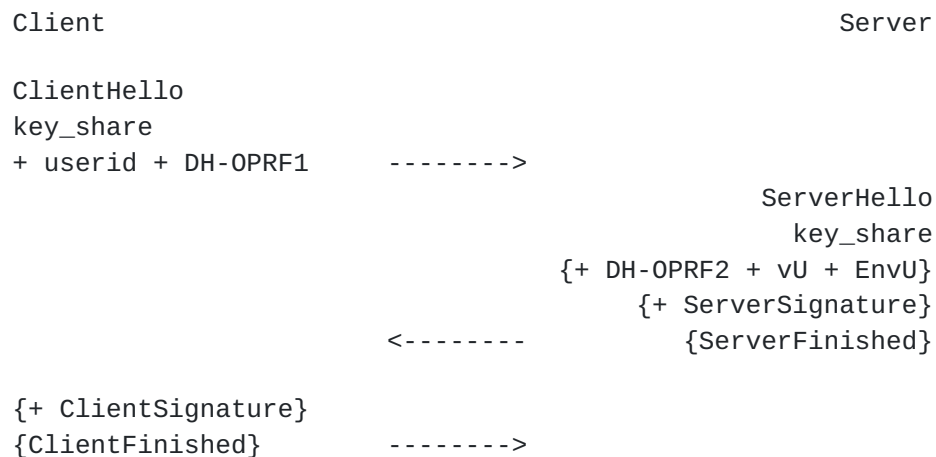 Client Server
ClientHello
key_share
+ userid + DH-OPRF1 -------->
ServerHello
key_share
{+ DH-OPRF2 + vU + EnvU}
{+ ServerSignature}
<-------- {ServerFinished}
{+ ClientSignature}
{ClientFinished} -------->